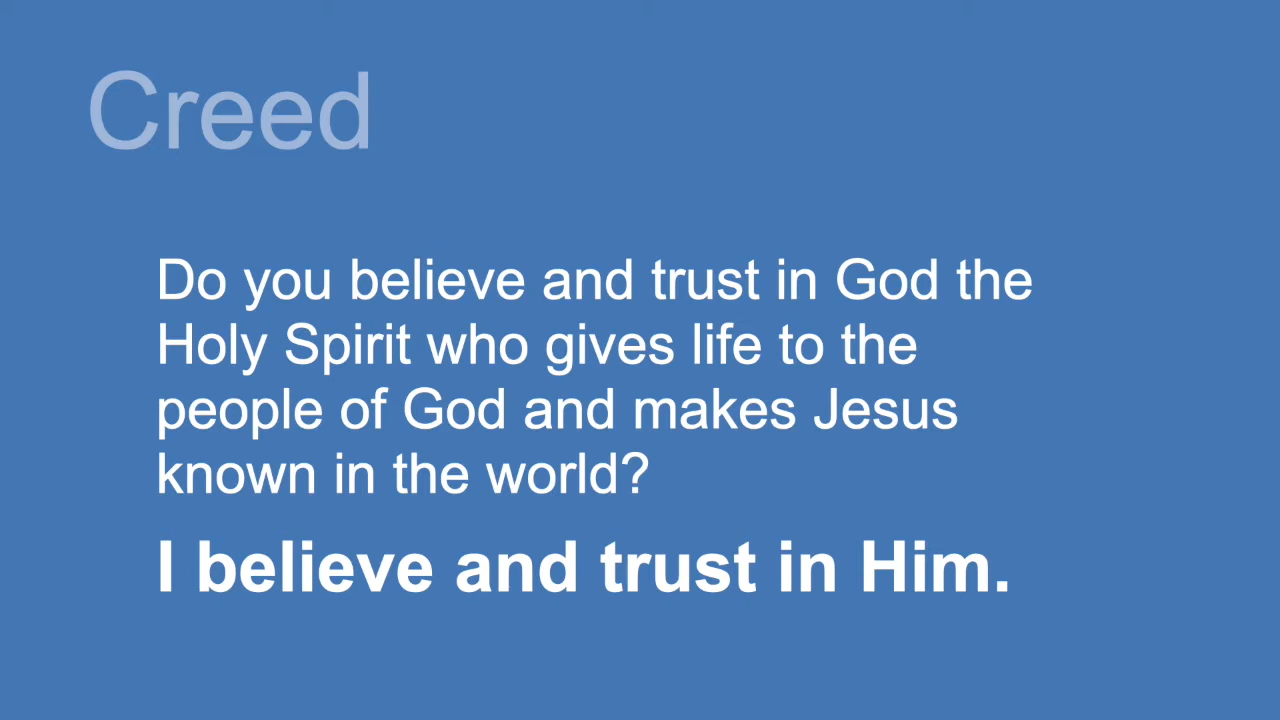 Creed
Do you believe and trust in God the
Holy Spirit who gives life to the
people of God and makes Jesus
known in the world?
I believe and trust in Him.